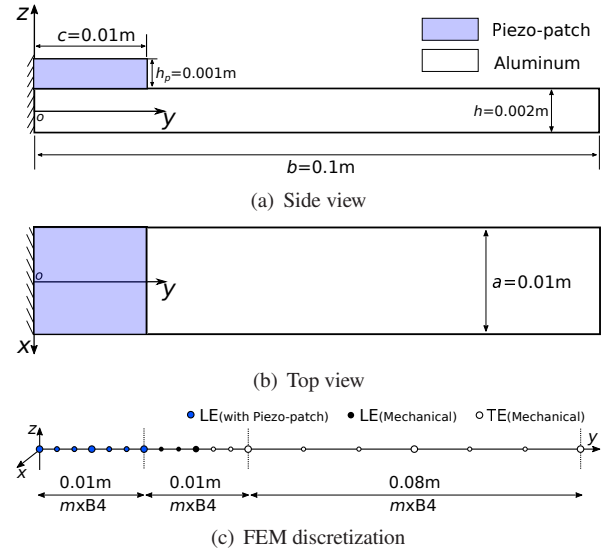 z
c=0.01m
Piezo-patch
hp=0.001m
Aluminum
o
y
h=0.002m
b=0.1m
(a) Side view
o
y
a=0.01m
x
(b) Top view
LE(with Piezo-patch) LE(Mechanical) TE(Mechanical)
z
y
x
0.01m 0.01m 0.08m
mxB4 mxB4 mxB4
(c) FEM discretization